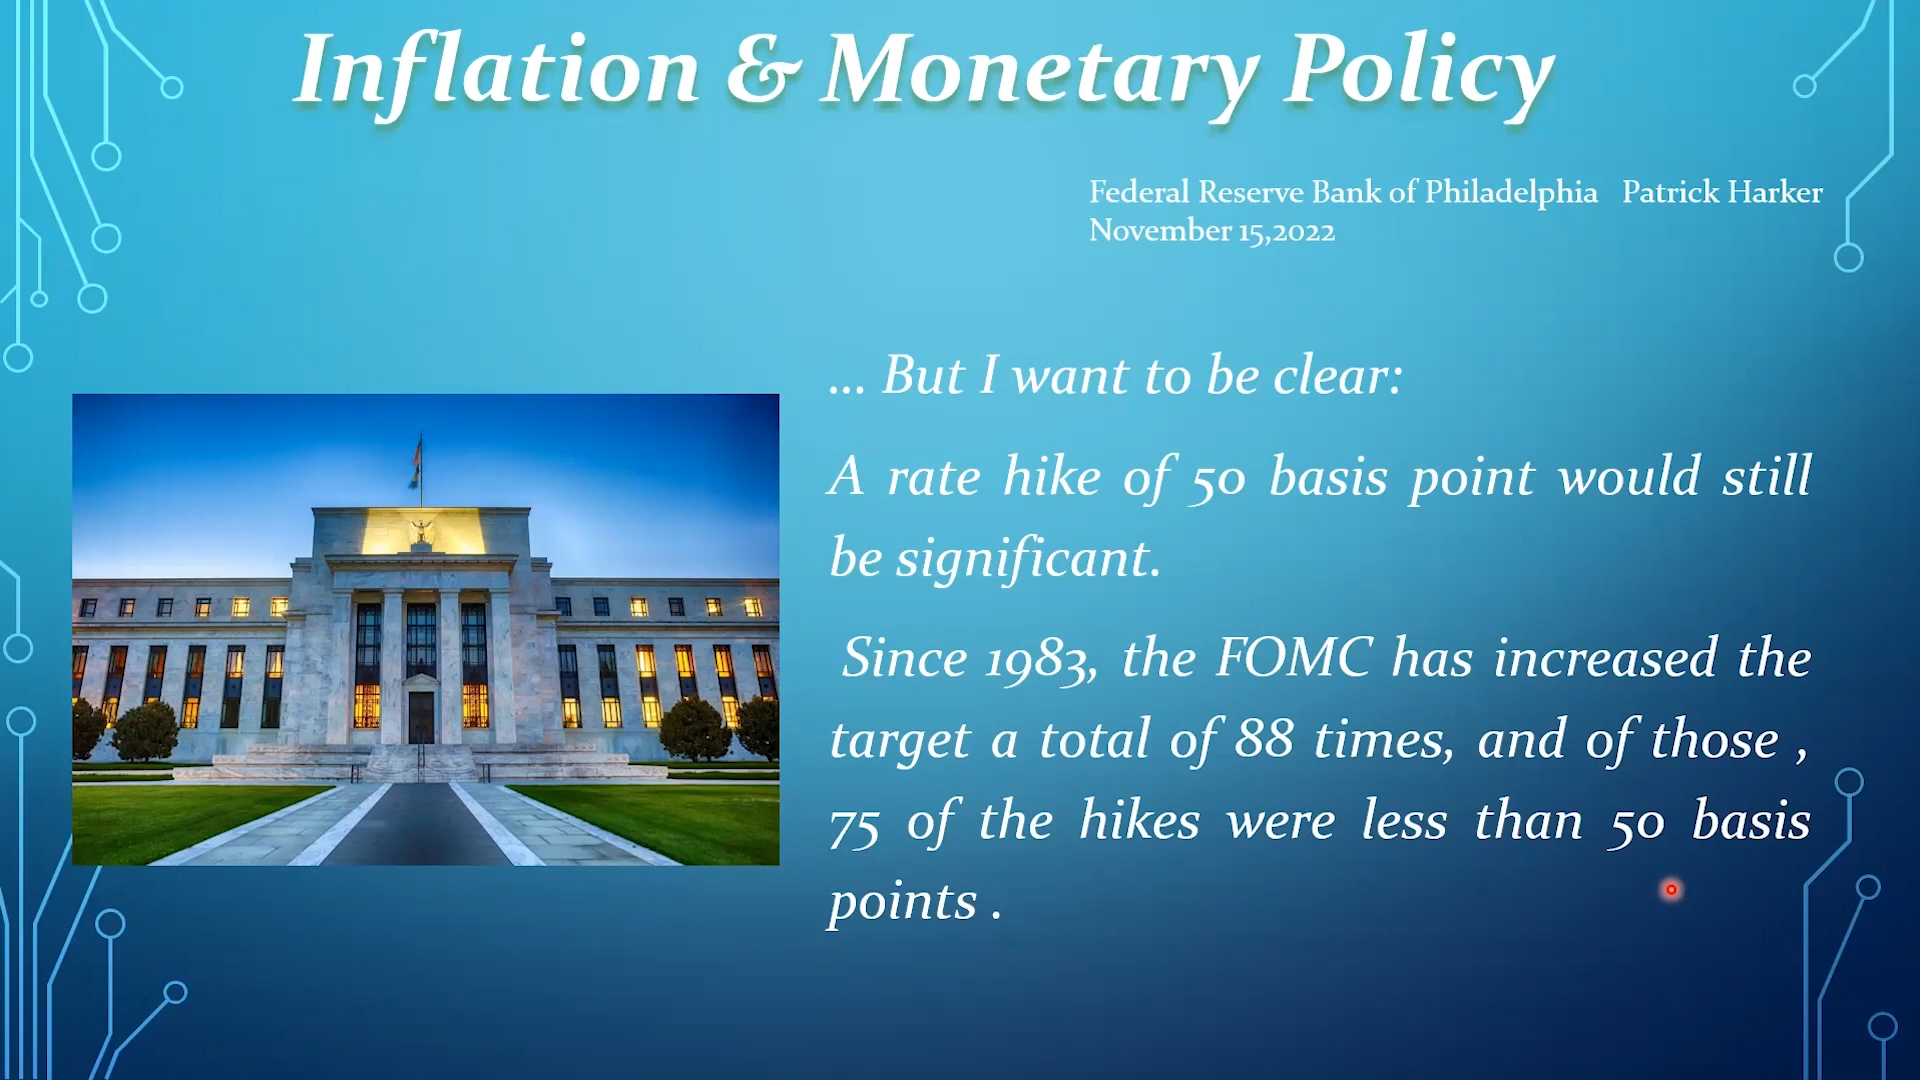 Inflation & Monetary Policy
Federal Reserve Bank of Philadelphia   Patrick Harker
November 15,2022
... But I want to be clear:
A rate hike of 50 basis point would still
be significant.
Since 1983, the FOMC has increased the
target a total of 88 times, and of those ,
75 of the hikes were less than 50 basis
points .